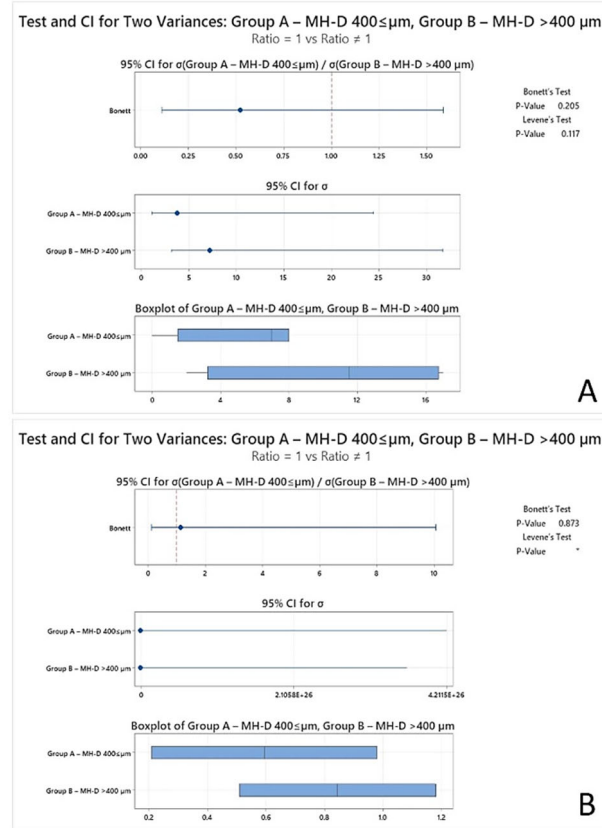 Test and CI for Two Variances: Group A – MH-D 400≤µm, Group B – MH-D >400 µm
Ratio = 1 vs Ratio ≠ 1
95% CI for σ(Group A – MH-D 400≤µm) / σ(Group B – MH-D >400 µm)
Bonett's Test
P-Value 0.205
Levene's Test
P-Value 0.117
Bonett
0.00 0.25 0.50 0.75 1.00 1.25 1.50
95% CI for σ
Group A – MH-D 400≤µm
Group B – MH-D >400 µm
0 5 10 15 20 25 30
Boxplot of Group A – MH-D 400≤µm, Group B – MH-D >400 µm
Group A – MH-D 400≤µm
Group B – MH-D >400 µm
0 4 8 12 16
A
Test and CI for Two Variances: Group A – MH-D 400≤µm, Group B – MH-D >400 µm
Ratio = 1 vs Ratio ≠ 1
95% CI for σ(Group A – MH-D 400≤µm) / σ(Group B – MH-D >400 µm)
Bonett's Test
P-Value 0.873
Levene's Test
P-Value *
Bonett
0 2 4 6 8 10
95% CI for σ
Group A – MH-D 400≤µm
Group B – MH-D >400 µm
0 2.1058E+26 4.2115E+26
Boxplot of Group A – MH-D 400≤µm, Group B – MH-D >400 µm
Group A – MH-D 400≤µm
Group B – MH-D >400 µm
0.2 0.4 0.6 0.8 1.0 1.2
B